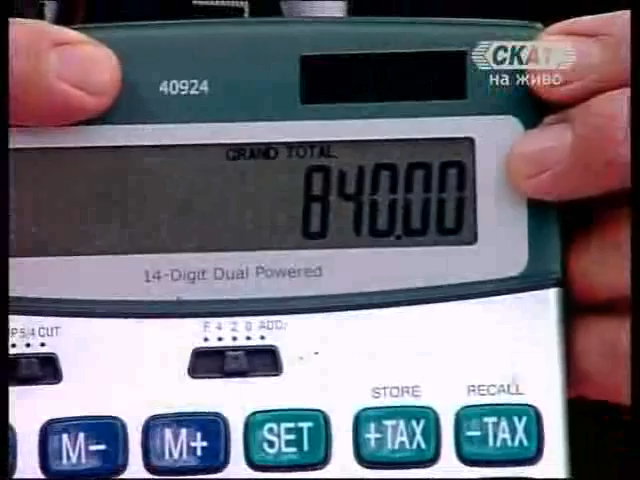 СКАТ
на живо
40924
GRAND TOTAL
840.00
14-Digit Dual Powered
P 5/4 CUT
F 4 2 0 ADD2
STORE
RECALL
M-
M+
SET
+TAX
-TAX